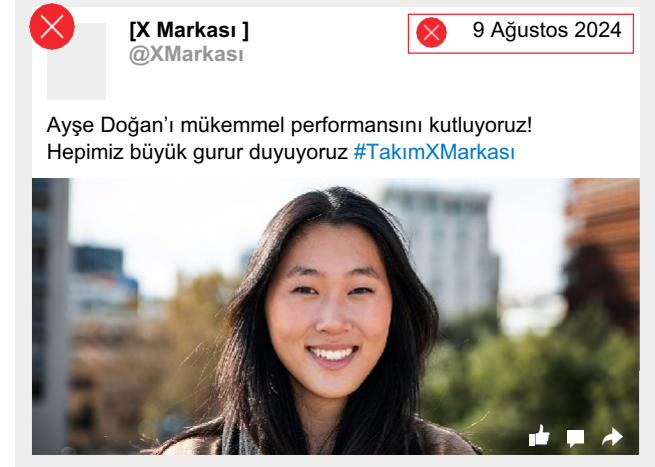 [X Markası ]
9 Ağustos 2024
@XMarkası
Ayşe Doğan’ı mükemmel performansını kutluyoruz!
Hepimiz büyük gurur duyuyoruz #TakımXMarkası